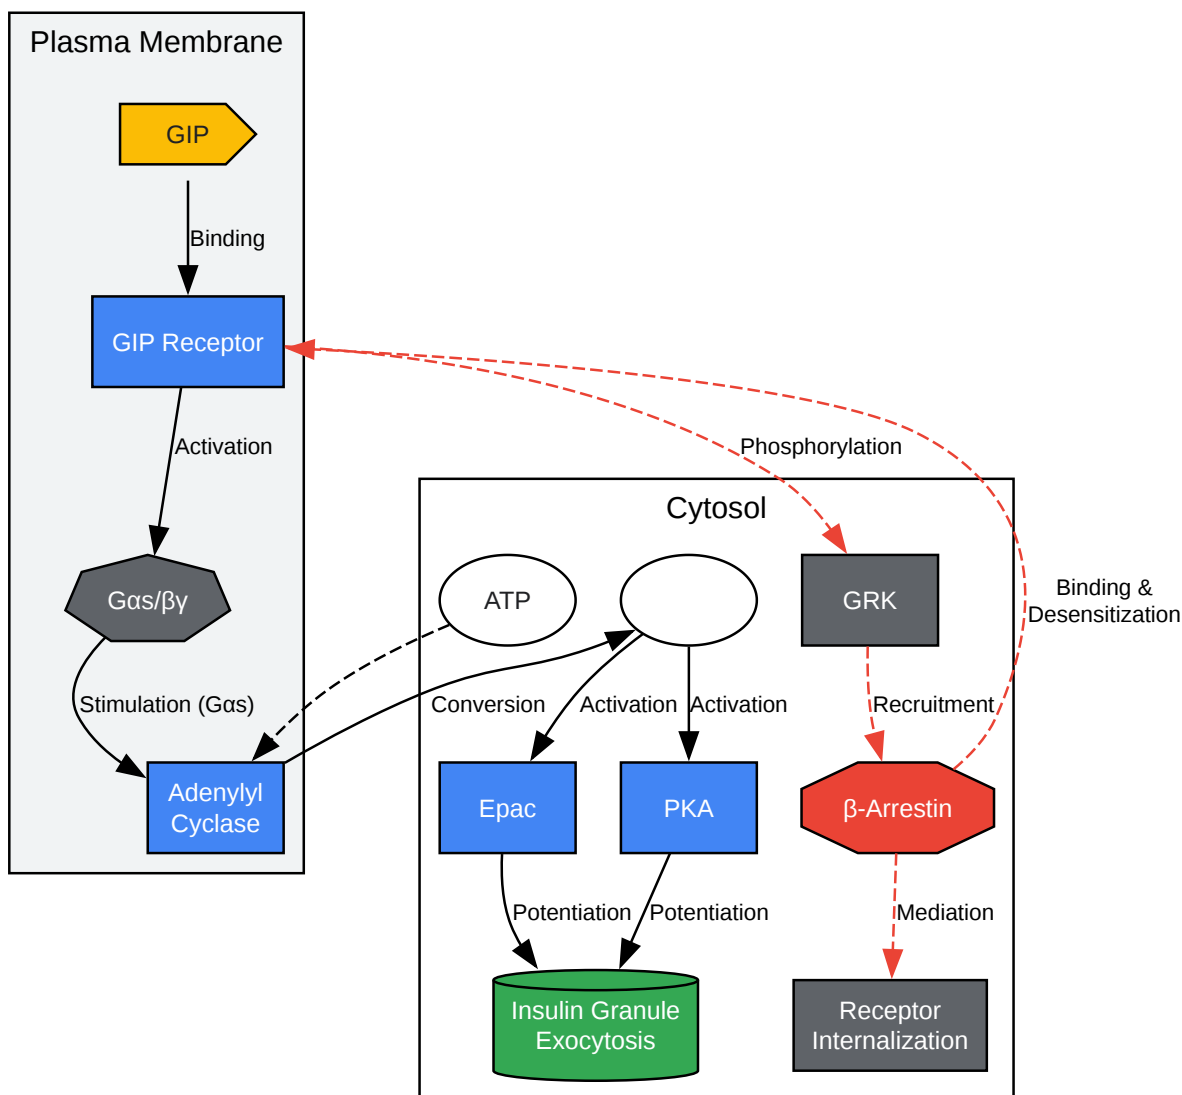 Plasma Membrane
GIP
Binding
GIP Receptor
Activation
Phosphorylation
Cytosol
Gαs/βγ
ATP
GRK
Binding &
Desensitization
Stimulation (Gαs)
Conversion
Activation
Activation
Recruitment
Adenylyl
Cyclase
Epac
PKA
β-Arrestin
Potentiation
Potentiation
Mediation
Insulin Granule
Exocytosis
Receptor
Internalization